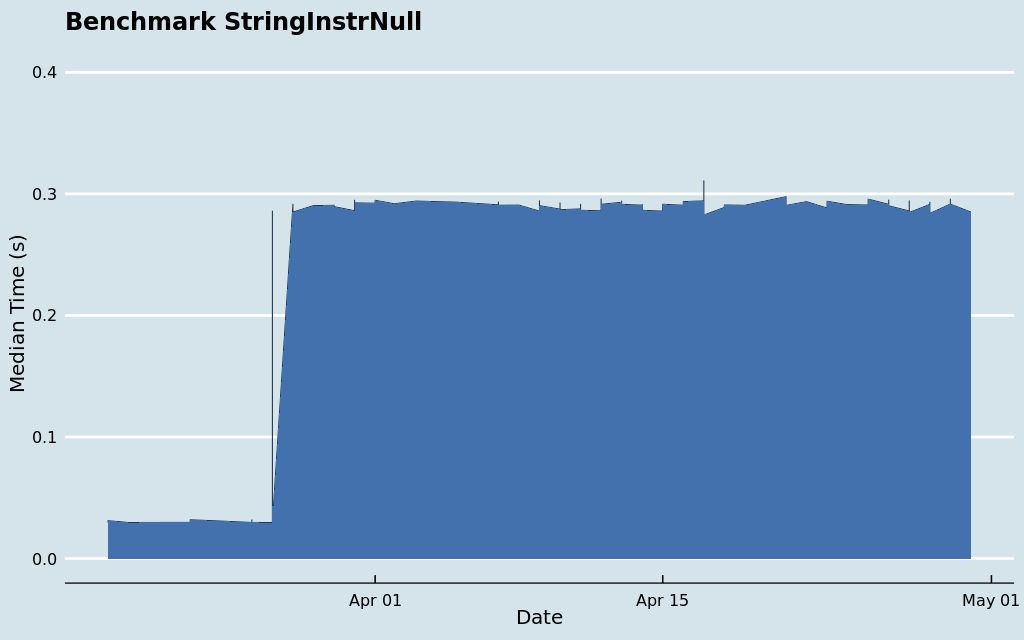 Benchmark StringInstrNull
0.4
0.3
0.2
0.1
0.0
Median Time (s)
Apr 01
Apr 15
May 01
Date